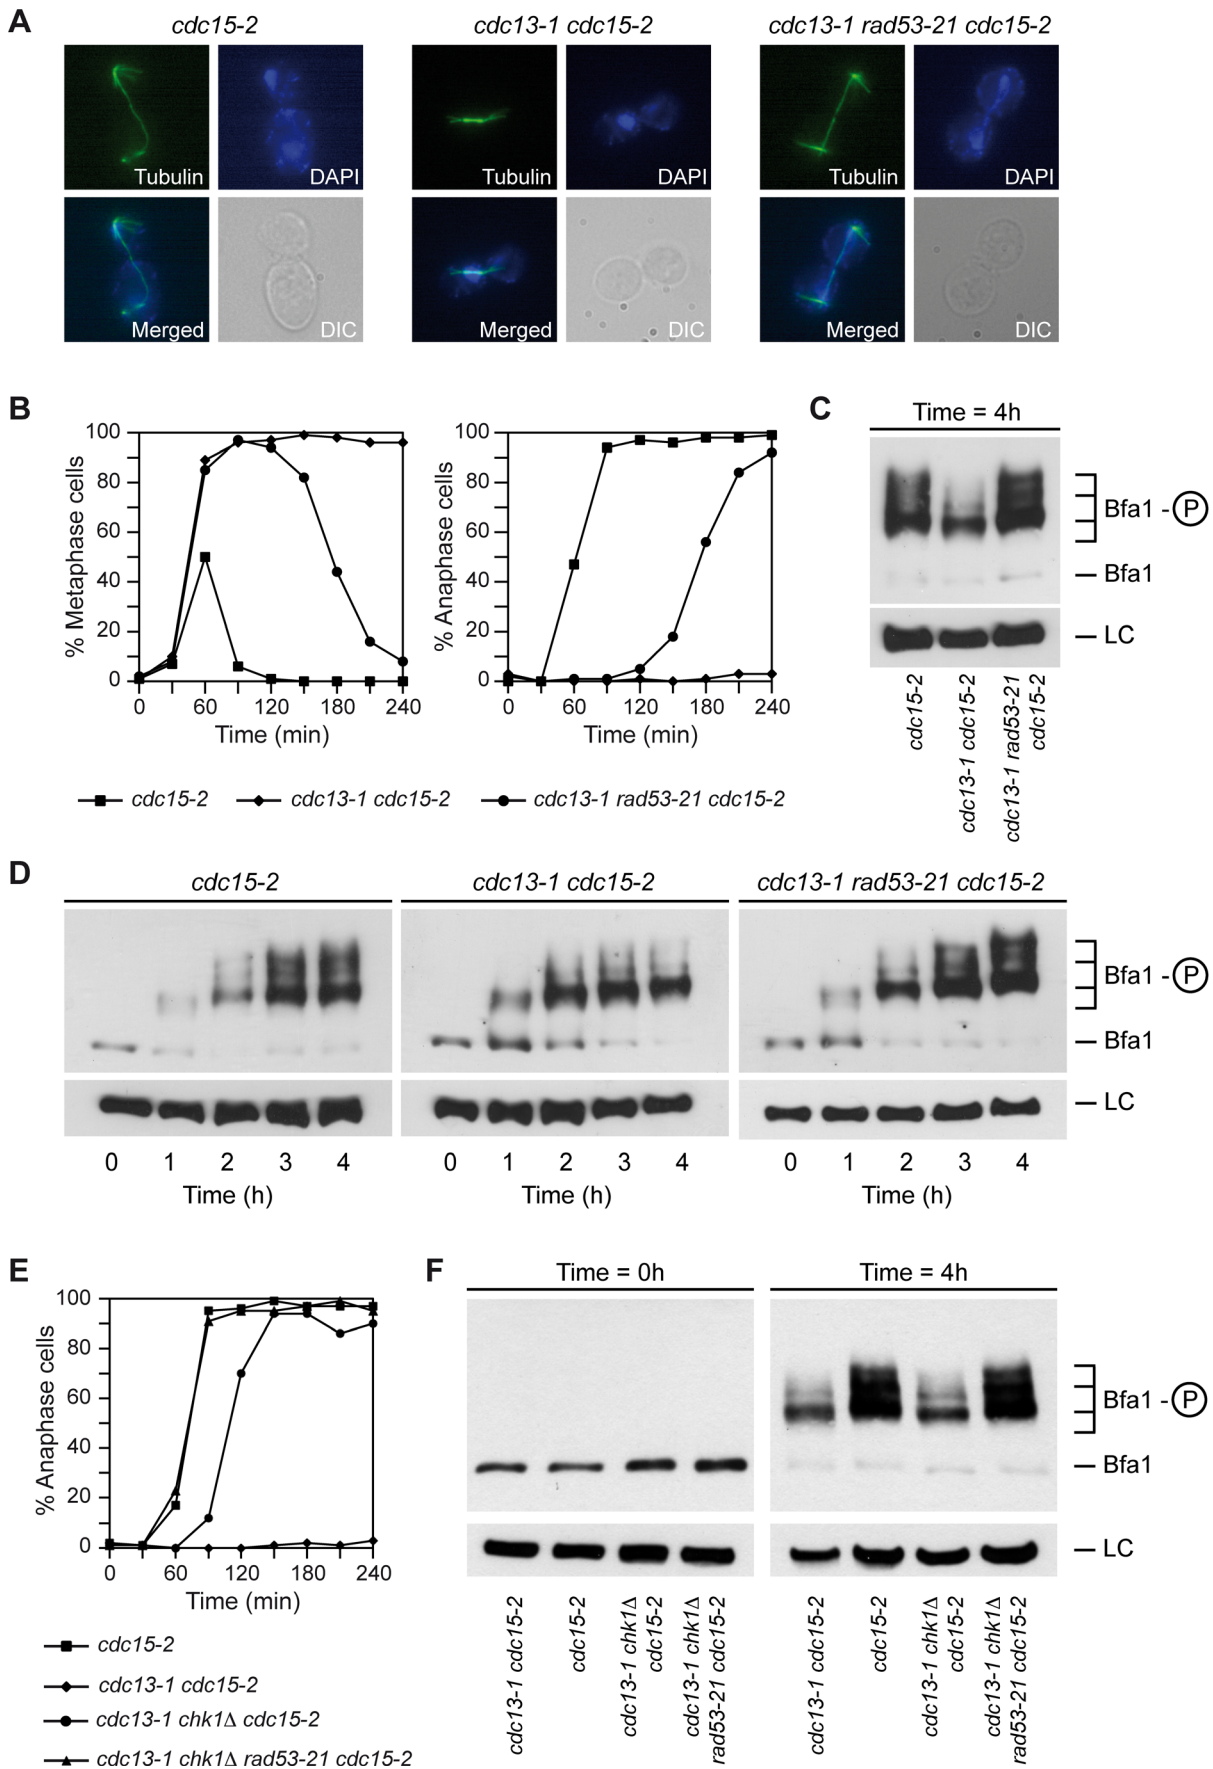 A
cdc15-2
cdc13-1 cdc15-2
cdc13-1 rad53-21 cdc15-2
Tubulin
DAPI
Tubulin
DAPI
Tubulin
DAPI
Merged
DIC
Merged
DIC
Merged
DIC
B
% Metaphase cells
100
80
60
40
20
0
0 60 120 180 240
Time (min)
% Anaphase cells
100
80
60
40
20
0
0 60 120 180 240
Time (min)
cdc15-2
cdc13-1 cdc15-2
cdc13-1 rad53-21 cdc15-2
C
Time = 4h
Bfa1 - P
Bfa1
LC
cdc15-2
cdc13-1 cdc15-2
cdc13-1 rad53-21
cdc15-2
D
cdc15-2
cdc13-1 cdc15-2
cdc13-1 rad53-21 cdc15-2
Bfa1 - P
Bfa1
LC
0 1 2 3 4
Time (h)
0 1 2 3 4
Time (h)
0 1 2 3 4
Time (h)
E
% Anaphase cells
100
80
60
40
20
0
0 60 120 180 240
Time (min)
cdc15-2
cdc13-1 cdc15-2
cdc13-1 chk1Δ cdc15-2
cdc13-1 chk1Δ rad53-21 cdc15-2
F
Time = 0h
Time = 4h
Bfa1 - P
Bfa1
LC
cdc13-1 cdc15-2
cdc15-2
cdc13-1 chk1Δ
cdc15-2
cdc13-1 chk1Δ
rad53-21 cdc15-2
cdc13-1 cdc15-2
cdc15-2
cdc13-1 chk1Δ
cdc15-2
cdc13-1 chk1Δ
rad53-21 cdc15-2